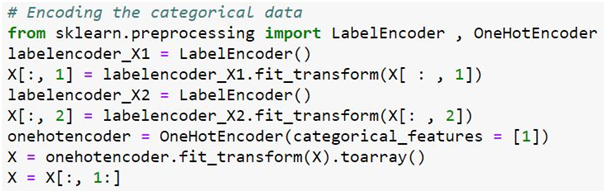 # Encoding the categorical data
from sklearn.preprocessing import LabelEncoder , OneHotEncoder
labelencoder_X1 = LabelEncoder()
X[:, 1] = labelencoder_X1.fit_transform(X[ : , 1])
labelencoder_X2 = LabelEncoder()
X[:, 2] = labelencoder_X2.fit_transform(X[: , 2])
onehotencoder = OneHotEncoder(categorical_features = [1])
X = onehotencoder.fit_transform(X).toarray()
X = X[:, 1:]